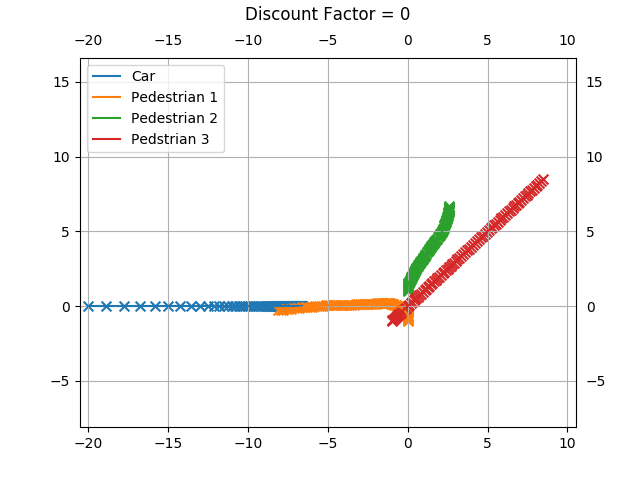 Discount Factor = 0
−20 −15 −10 −5 0 5 10
Car
Pedestrian 1
Pedestrian 2
Pedstrian 3
15 15
10 10
5 5
0 0
−5 −5
−20 −15 −10 −5 0 5 10